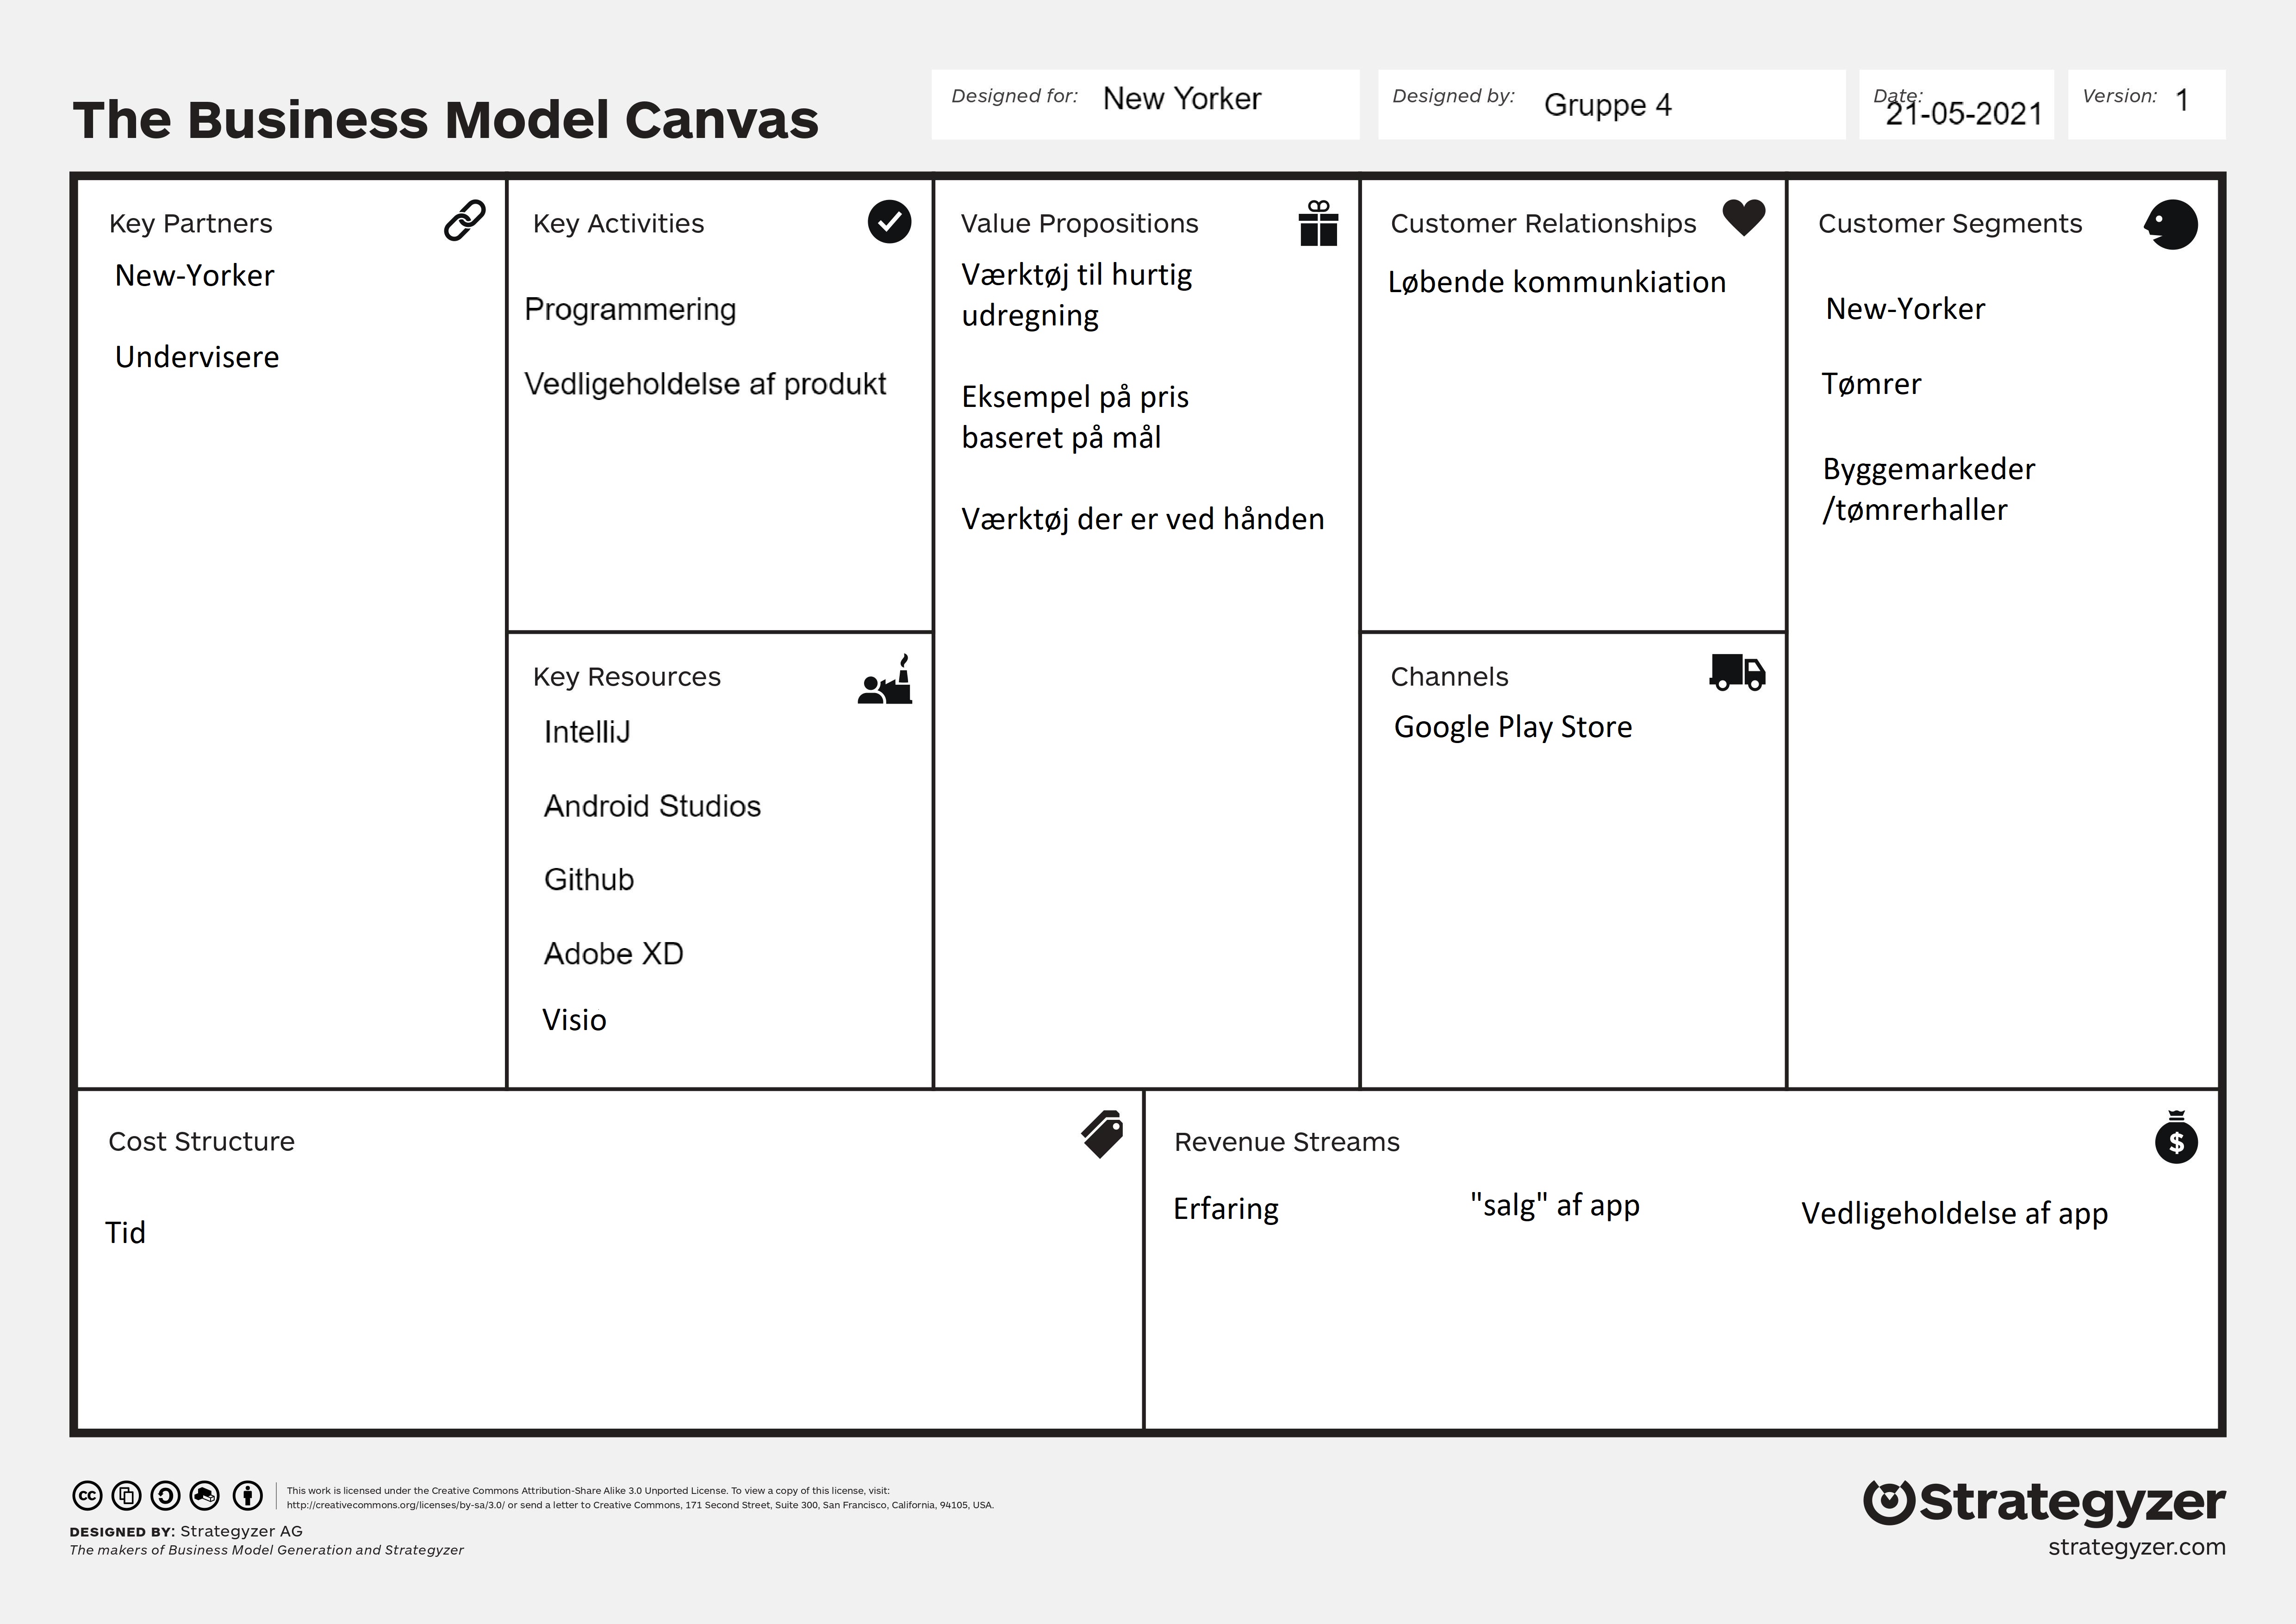 The Business Model Canvas
Designed for: New Yorker
Designed by: Gruppe 4
Date: 21-05-2021
Version: 1
Key Partners
New-Yorker
Undervisere
Key Activities
Programmering
Vedligeholdelse af produkt
Key Resources
IntelliJ
Android Studios
Github
Adobe XD
Visio
Value Propositions
Værktøj til hurtig
udregning
Eksempel på pris
baseret på mål
Værktøj der er ved hånden
Customer Relationships
Løbende kommunkiation
Channels
Google Play Store
Customer Segments
New-Yorker
Tømrer
Byggemarkeder
/tømrerhaller
Cost Structure
Tid
Revenue Streams
Erfaring
"salg" af app
Vedligeholdelse af app
cc
This work is licensed under the Creative Commons Attribution-Share Alike 3.0 Unported License. To view a copy of this license, visit:
http://creativecommons.org/licenses/by-sa/3.0/ or send a letter to Creative Commons, 171 Second Street, Suite 300, San Francisco, California, 94105, USA.
DESIGNED BY: Strategyzer AG
The makers of Business Model Generation and Strategyzer
Strategyzer
strategyzer.com